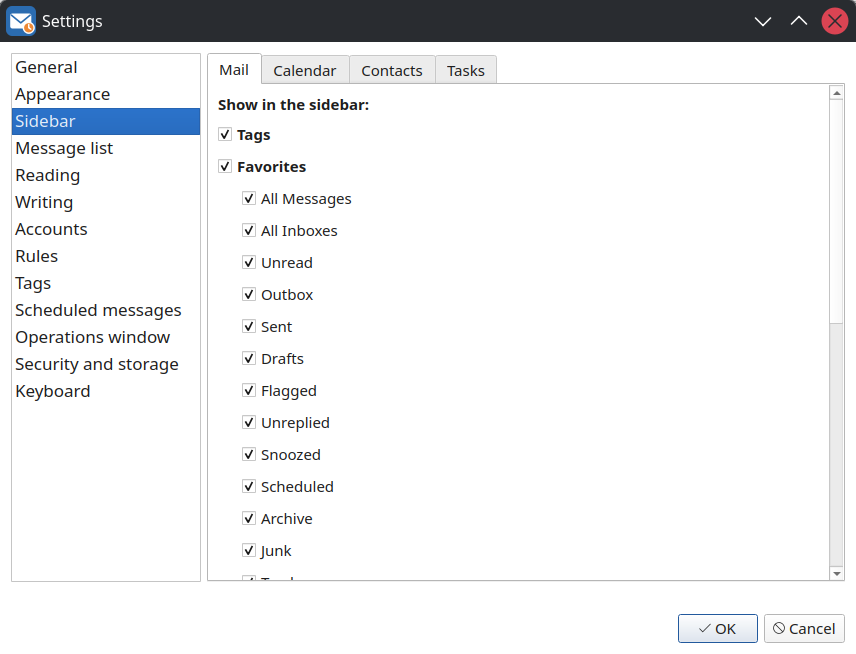 Settings
General
Appearance
Sidebar
Message list
Reading
Writing
Accounts
Rules
Tags
Scheduled messages
Operations window
Security and storage
Keyboard
Mail
Calendar
Contacts
Tasks
Show in the sidebar:
Tags
Favorites
All Messages
All Inboxes
Unread
Outbox
Sent
Drafts
Flagged
Unreplied
Snoozed
Scheduled
Archive
Junk
OK
Cancel